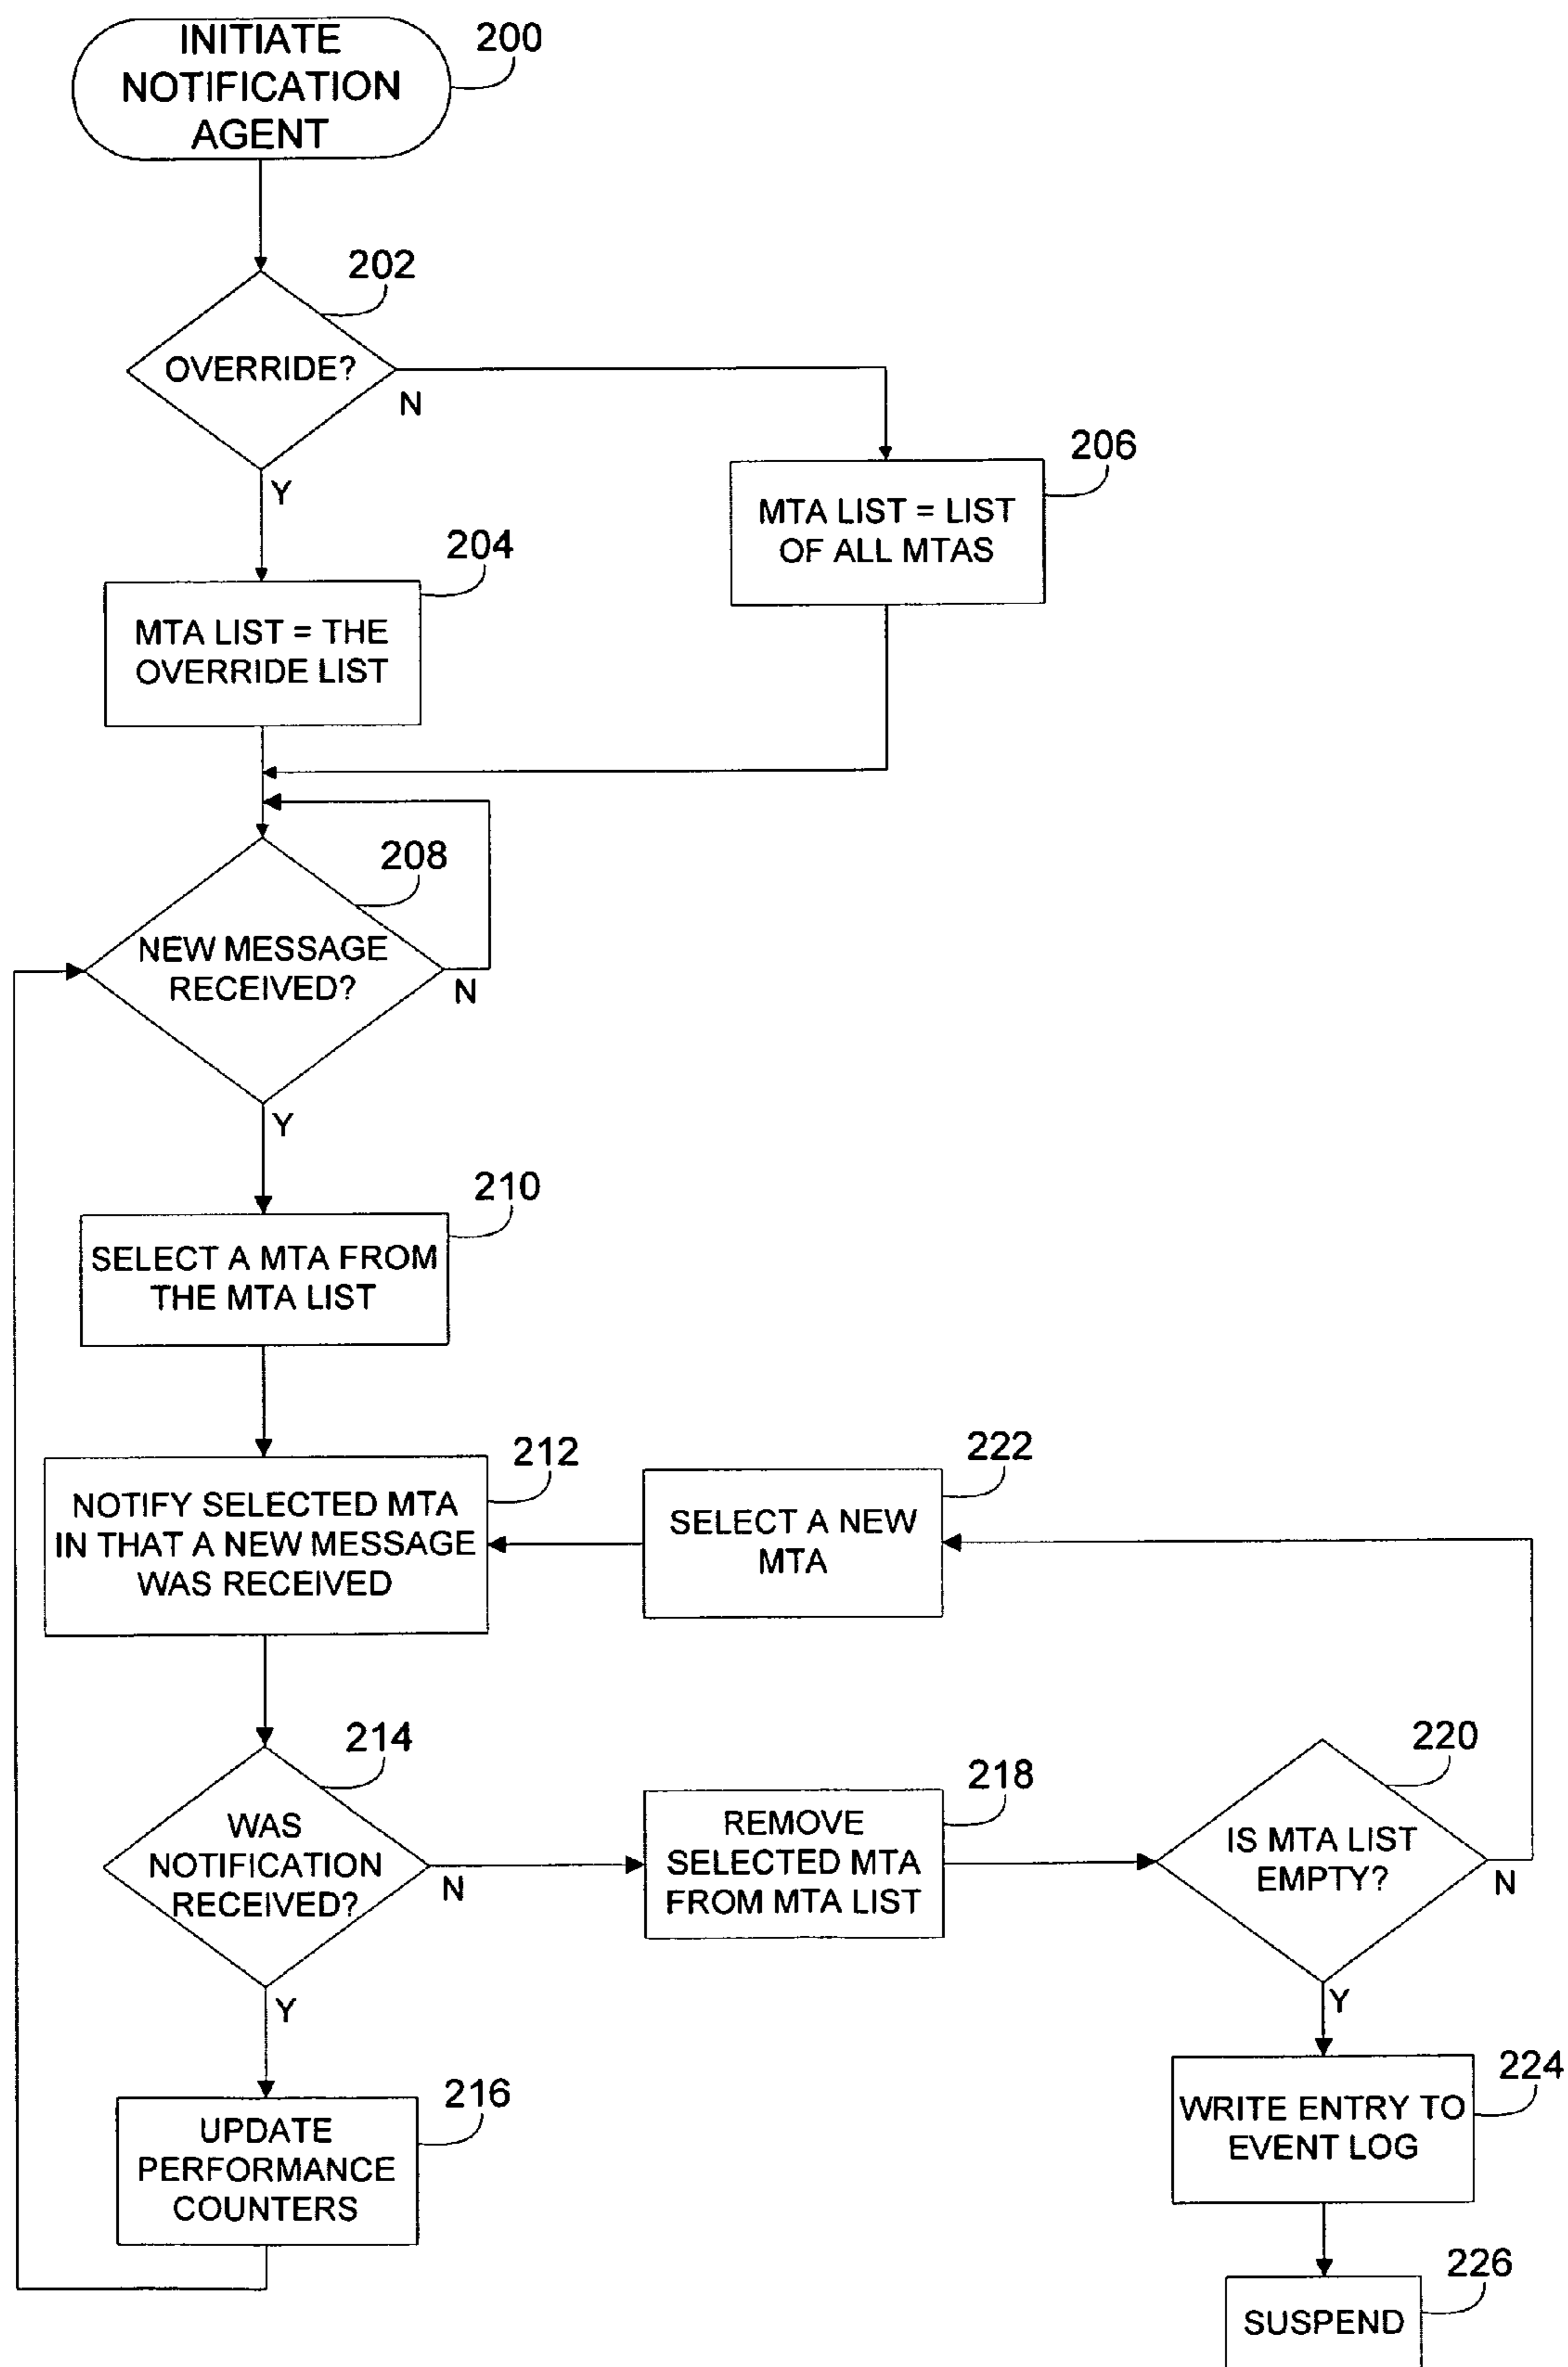 INITIATE
NOTIFICATION
AGENT
200
202
OVERRIDE?
N
Y
206
MTA LIST = LIST
OF ALL MTAS
204
MTA LIST = THE
OVERRIDE LIST
208
NEW MESSAGE
RECEIVED?
N
Y
210
SELECT A MTA FROM
THE MTA LIST
212
NOTIFY SELECTED MTA
IN THAT A NEW MESSAGE
WAS RECEIVED
222
SELECT A NEW
MTA
214
WAS
NOTIFICATION
RECEIVED?
N
Y
218
REMOVE
SELECTED MTA
FROM MTA LIST
220
IS MTA LIST
EMPTY?
N
Y
216
UPDATE
PERFORMANCE
COUNTERS
224
WRITE ENTRY TO
EVENT LOG
226
SUSPEND